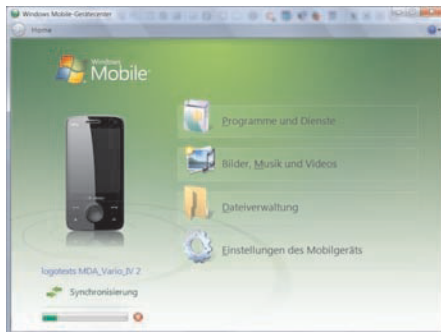 Windows Mobile-Gerätecenter
Home
Windows
Mobile
Programme und Dienste
Bilder, Musik und Videos
Dateiverwaltung
Einstellungen des Mobilgeräts
logotexts MDA_Vario_IV 2
Synchronisierung